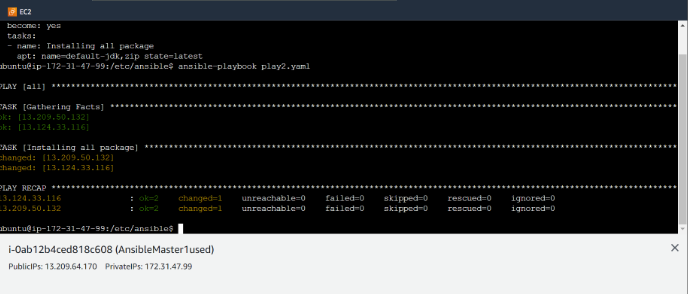 EC2
become: yes
tasks:
- name: Installing all package
apt: name=default-jdk,zip state=latest
ubuntu@ip-172-31-47-99:/etc/ansible$ ansible-playbook play2.yaml
PLAY [all] ****************************************************************************************************
TASK [Gathering Facts] ****************************************************************************************
ok: [13.209.50.132]
ok: [13.124.33.116]
TASK [Installing all package] *********************************************************************************
changed: [13.209.50.132]
changed: [13.124.33.116]
PLAY RECAP ****************************************************************************************************
13.124.33.116 : ok=2 changed=1 unreachable=0 failed=0 skipped=0 rescued=0 ignored=0
13.209.50.132 : ok=2 changed=1 unreachable=0 failed=0 skipped=0 rescued=0 ignored=0
ubuntu@ip-172-31-47-99:/etc/ansible$
i-0ab12b4ced818c608 (AnsibleMaster1used)
PublicIPs: 13.209.64.170 PrivateIPs: 172.31.47.99